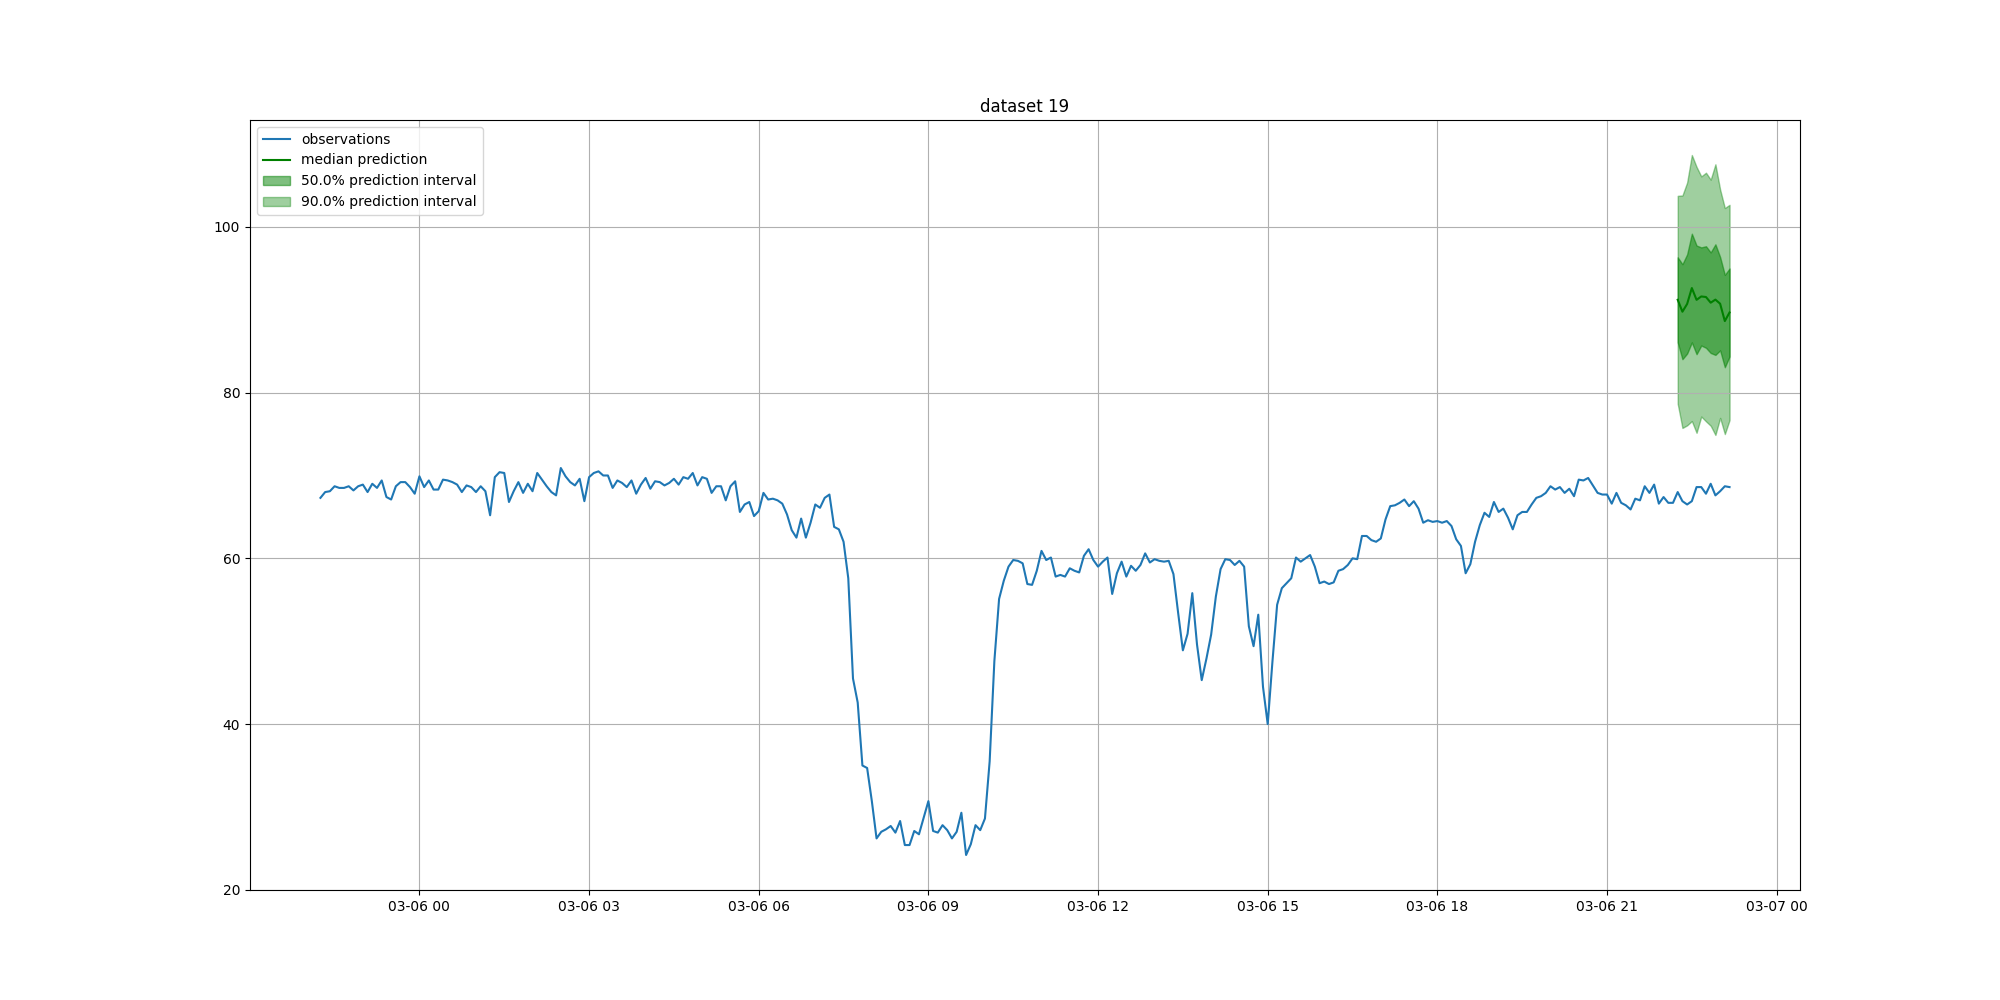 dataset 19
observations
median prediction
50.0% prediction interval
90.0% prediction interval
100
80
60
40
20
03-06 00
03-06 03
03-06 06
03-06 09
03-06 12
03-06 15
03-06 18
03-06 21
03-07 00